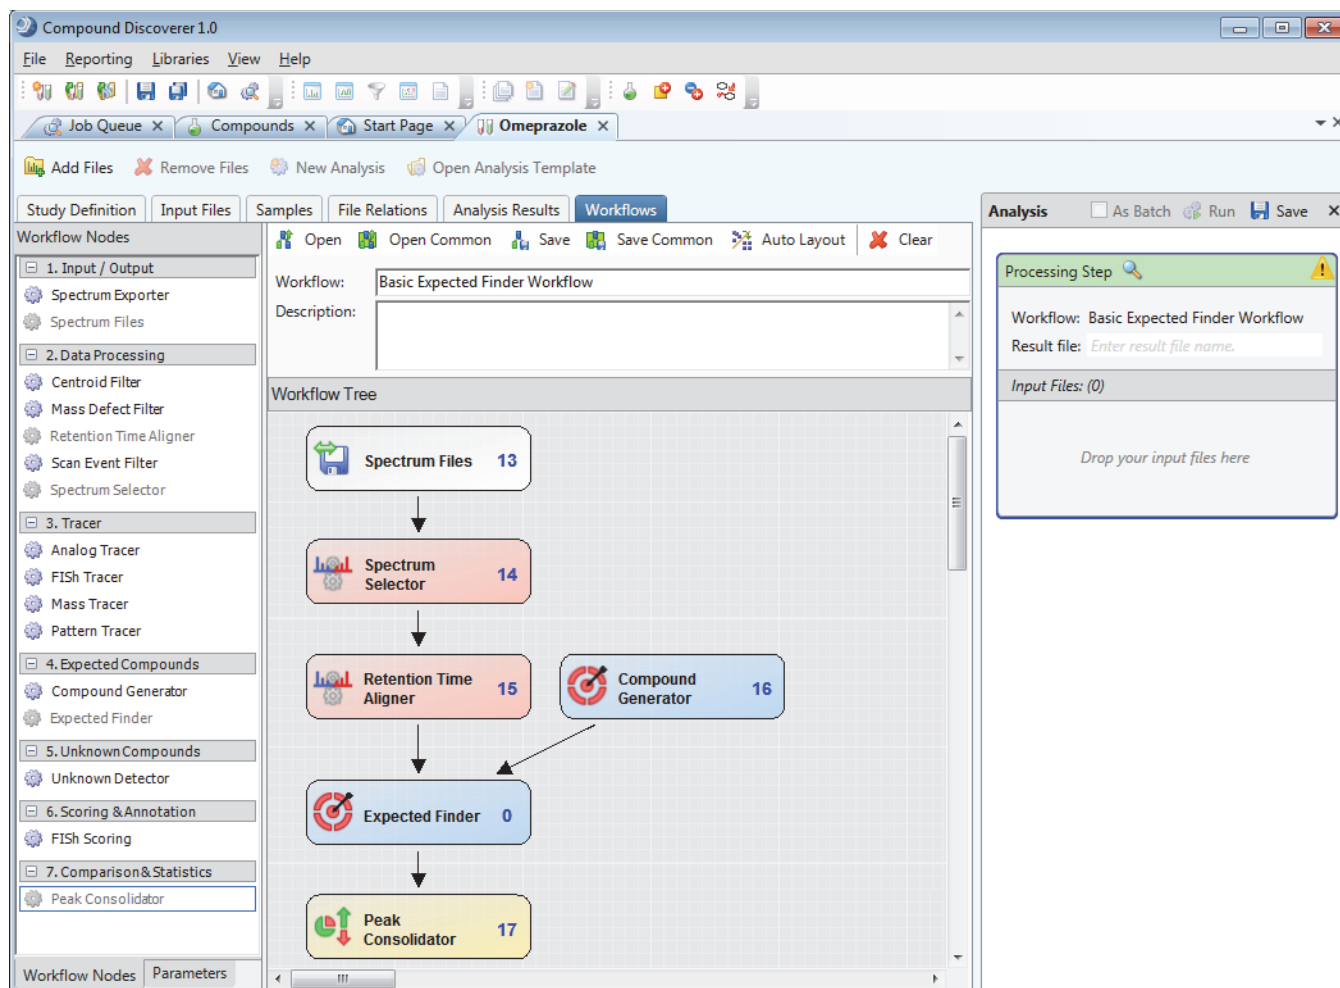 Compound Discoverer 1.0
File Reporting Libraries View Help
Job Queue Compounds Start Page Omeprazole
Add Files Remove Files New Analysis Open Analysis Template
Study Definition Input Files Samples File Relations Analysis Results Workflows
Workflow Nodes
1. Input / Output
Spectrum Exporter
Spectrum Files
2. Data Processing
Centroid Filter
Mass Defect Filter
Retention Time Aligner
Scan Event Filter
Spectrum Selector
3. Tracer
Analog Tracer
FISh Tracer
Mass Tracer
Pattern Tracer
4. Expected Compounds
Compound Generator
Expected Finder
5. Unknown Compounds
Unknown Detector
6. Scoring & Annotation
FISh Scoring
7. Comparison & Statistics
Peak Consolidator
Workflow Nodes Parameters
Open Open Common Save Save Common Auto Layout Clear
Workflow: Basic Expected Finder Workflow
Description:
Workflow Tree
Spectrum Files 13
Spectrum
Selector 14
Retention Time
Aligner 15
Compound
Generator 16
Expected Finder 0
Peak
Consolidator 17
Analysis As Batch Run Save
Processing Step
Workflow: Basic Expected Finder Workflow
Result file: Enter result file name.
Input Files: (0)
Drop your input files here